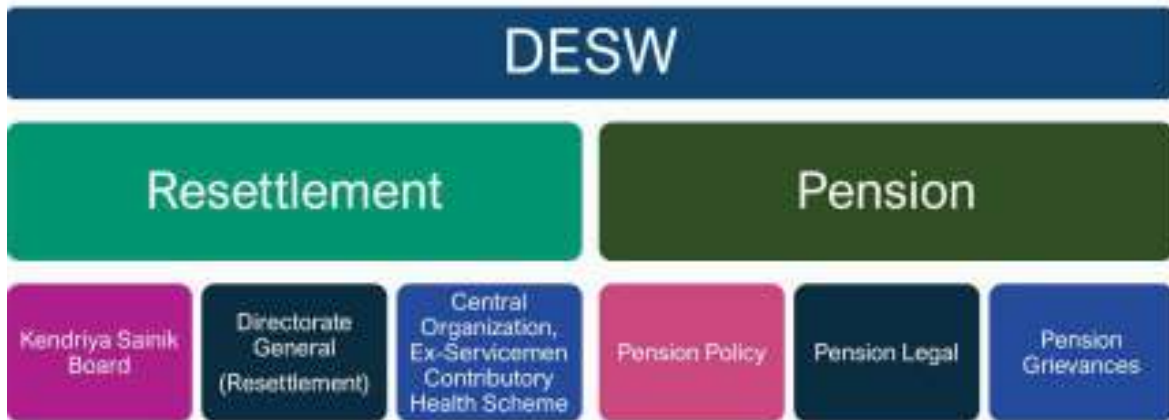 DESW
Resettlement
Pension
Kendriya Sainik
Board
Directorate
General
(Resettlement)
Central
Organization,
Ex-Servicemen
Contributory
Health Scheme
Pension Policy
Pension Legal
Pension
Grievances